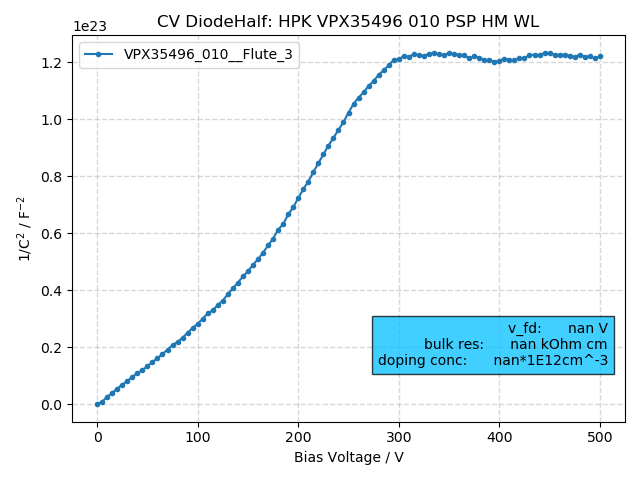 CV DiodeHalf: HPK VPX35496 010 PSP HM WL
1e23
VPX35496_010__Flute_3
1.2
1.0
0.8
0.6
0.4
0.2
0.0
1/C² / F⁻²
v_fd: nan V
bulk res: nan kOhm cm
doping conc: nan*1E12cm^-3
0 100 200 300 400 500
Bias Voltage / V